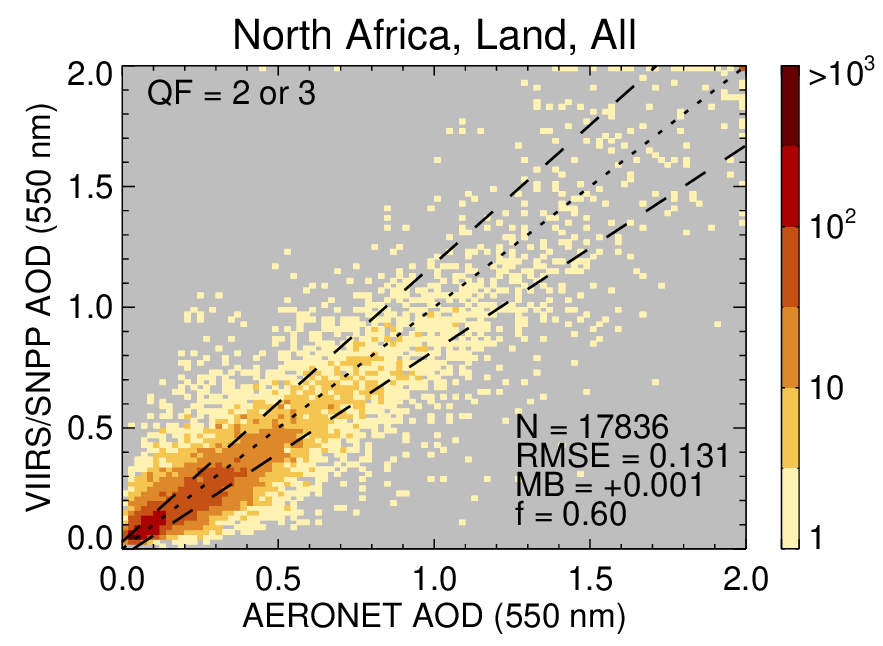 North Africa, Land, All
QF = 2 or 3
2.0
1.5
1.0
0.5
0.0
VIIRS/SNPP AOD (550 nm)
N = 17836
RMSE = 0.131
MB = +0.001
f = 0.60
0.0 0.5 1.0 1.5 2.0
AERONET AOD (550 nm)
>10³
10²
10
1